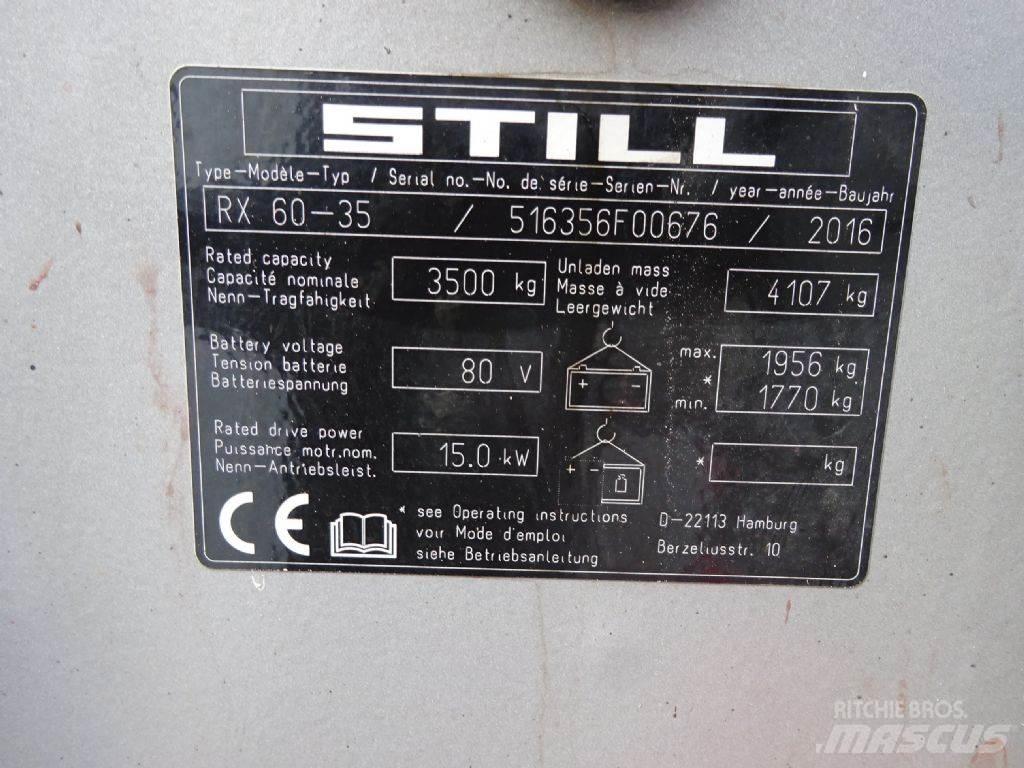 STILL
Type-Modèle-Typ / Serial no.-No. de série-Serien-Nr. / year-année-Baujahr
RX 60-35 / 516356F00676 / 2016
Rated capacity
Capacité nominale
Nenn-Tragfähigkeit
3500 kg
Unladen mass
Masse à vide
Leergewicht
4107 kg
Battery voltage
Tension batterie
Batteriespannung
80 V
+ -
max. 1956 kg
*
min. 1770 kg
Rated drive power
Puissance motr.nom.
Nenn-Antriebsleist.
15.0 kW
+ -
* kg
CE
* see Operating instructions
voir Mode d'emploi
siehe Betriebsanleitung
D-22113 Hamburg
Berzeliusstr. 10
RITCHIE BROS.
MASCUS